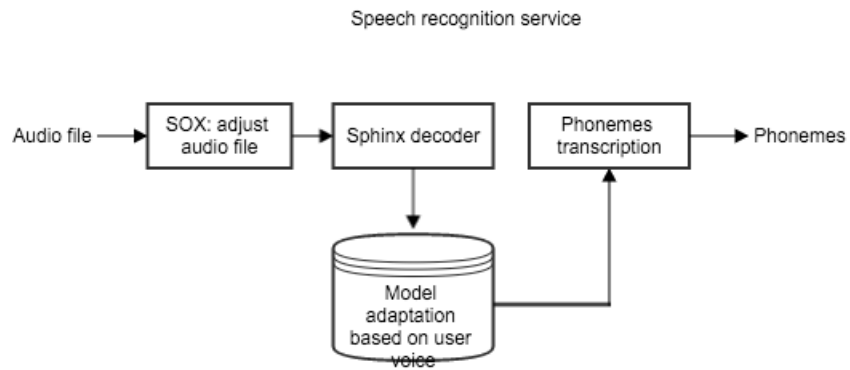 Speech recognition service
Audio file
SOX: adjust
audio file
Sphinx decoder
Phonemes
transcription
Phonemes
Model
adaptation
based on user
voice